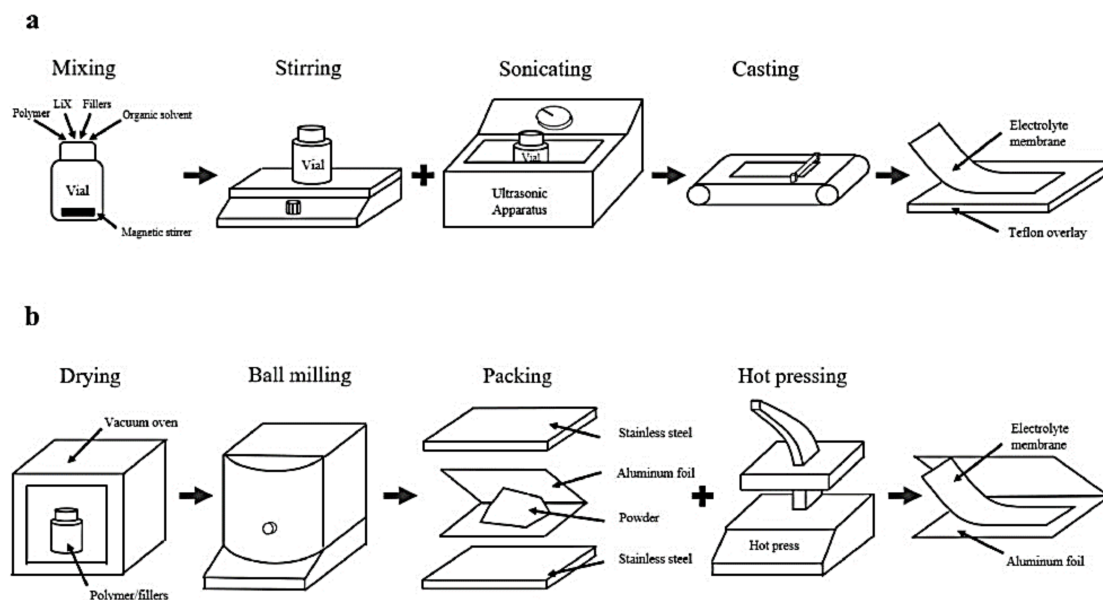 a
Mixing
Stirring
Sonicating
Casting
LiX
Fillers
Polymer
Organic solvent
Vial
Magnetic stirrer
Vial
Vial
Ultrasonic
Apparatus
Electrolyte
membrane
Teflon overlay
b
Drying
Ball milling
Packing
Hot pressing
Vacuum oven
Polymer/fillers
Stainless steel
Aluminum foil
Powder
Stainless steel
Hot press
Electrolyte
membrane
Aluminum foil